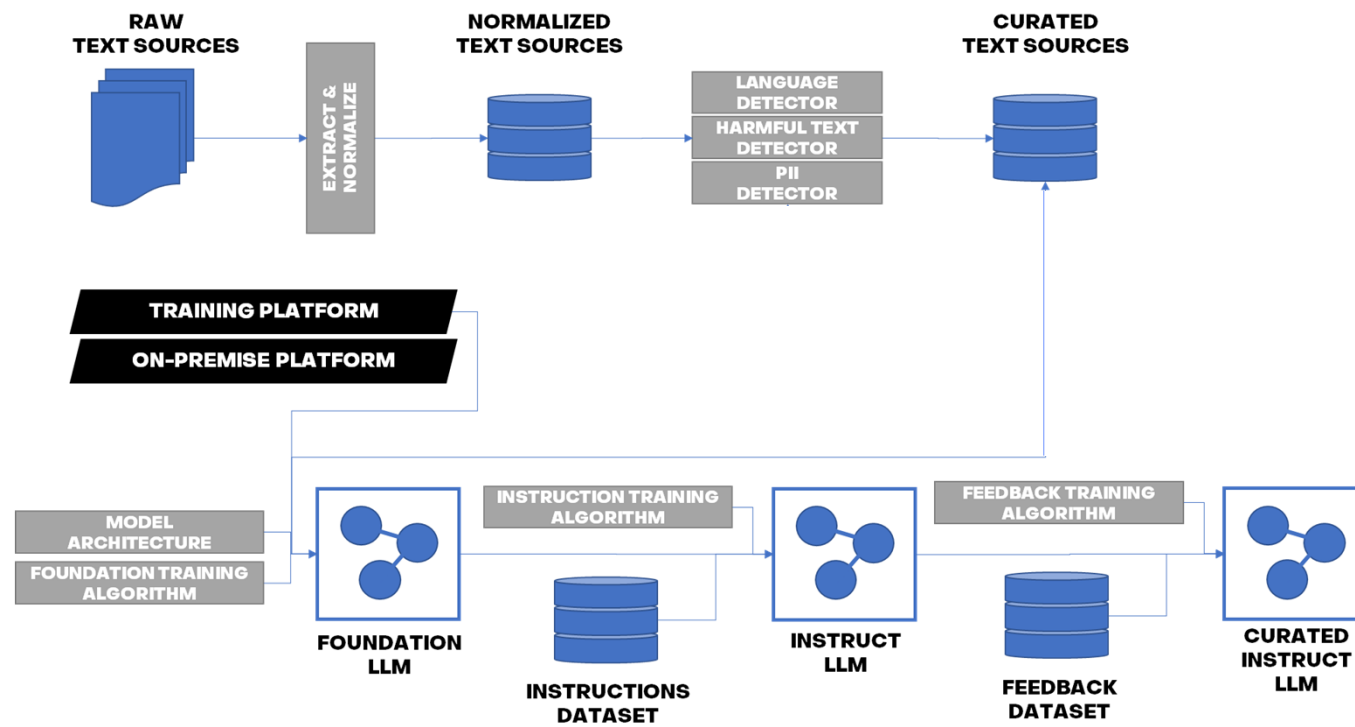 RAW
TEXT SOURCES
NORMALIZED
TEXT SOURCES
CURATED
TEXT SOURCES
EXTRACT &
NORMALIZE
LANGUAGE
DETECTOR
HARMFUL TEXT
DETECTOR
PII
DETECTOR
TRAINING PLATFORM
ON-PREMISE PLATFORM
MODEL
ARCHITECTURE
FOUNDATION TRAINING
ALGORITHM
FOUNDATION
LLM
INSTRUCTION TRAINING
ALGORITHM
INSTRUCTIONS
DATASET
INSTRUCT
LLM
FEEDBACK TRAINING
ALGORITHM
FEEDBACK
DATASET
CURATED
INSTRUCT
LLM